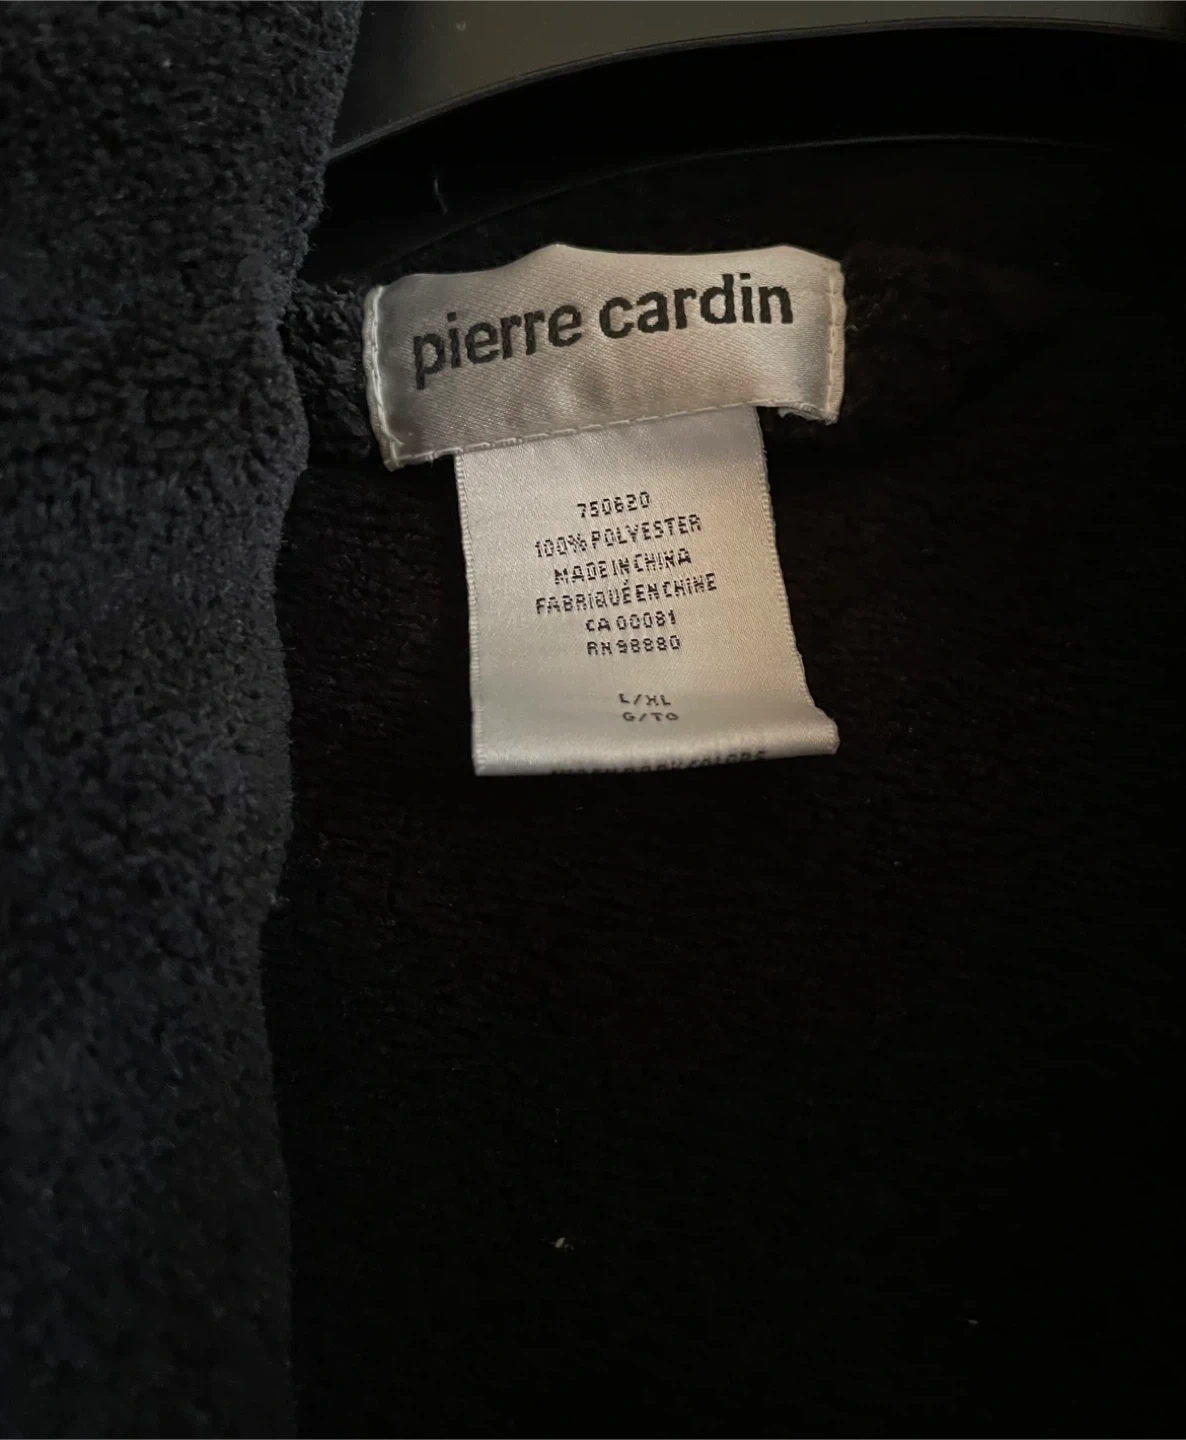 pierre cardin
750620
100% POLYESTER
MADE IN CHINA
FABRIQUÉ EN CHINE
CA 00081
RN 98880
L/XL
G/TG